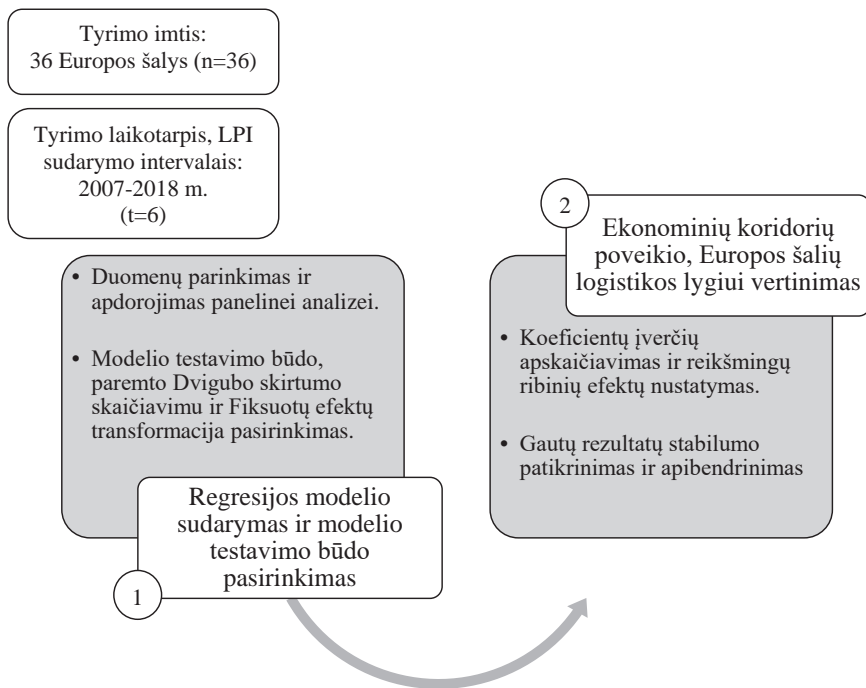 Tyrimo imtis:
36 Europos šalys (n=36)
Tyrimo laikotarpis, LPI
sudarymo intervalais:
2007-2018 m.
(t=6)
• Duomenų parinkimas ir
apdorojimas panelinei analizei.
• Modelio testavimo būdo,
paremto Dvigubo skirtumo
skaičiavimu ir Fiksuotų efektų
transformacija pasirinkimas.
Regresijos modelio
sudarymas ir modelio
testavimo būdo
pasirinkimas
1
2
Ekonominių koridorių
poveikio, Europos šalių
logistikos lygiui vertinimas
• Koeficientų įverčių
apskaičiavimas ir reikšmingų
ribinių efektų nustatymas.
• Gautų rezultatų stabilumo
patikrinimas ir apibendrinimas